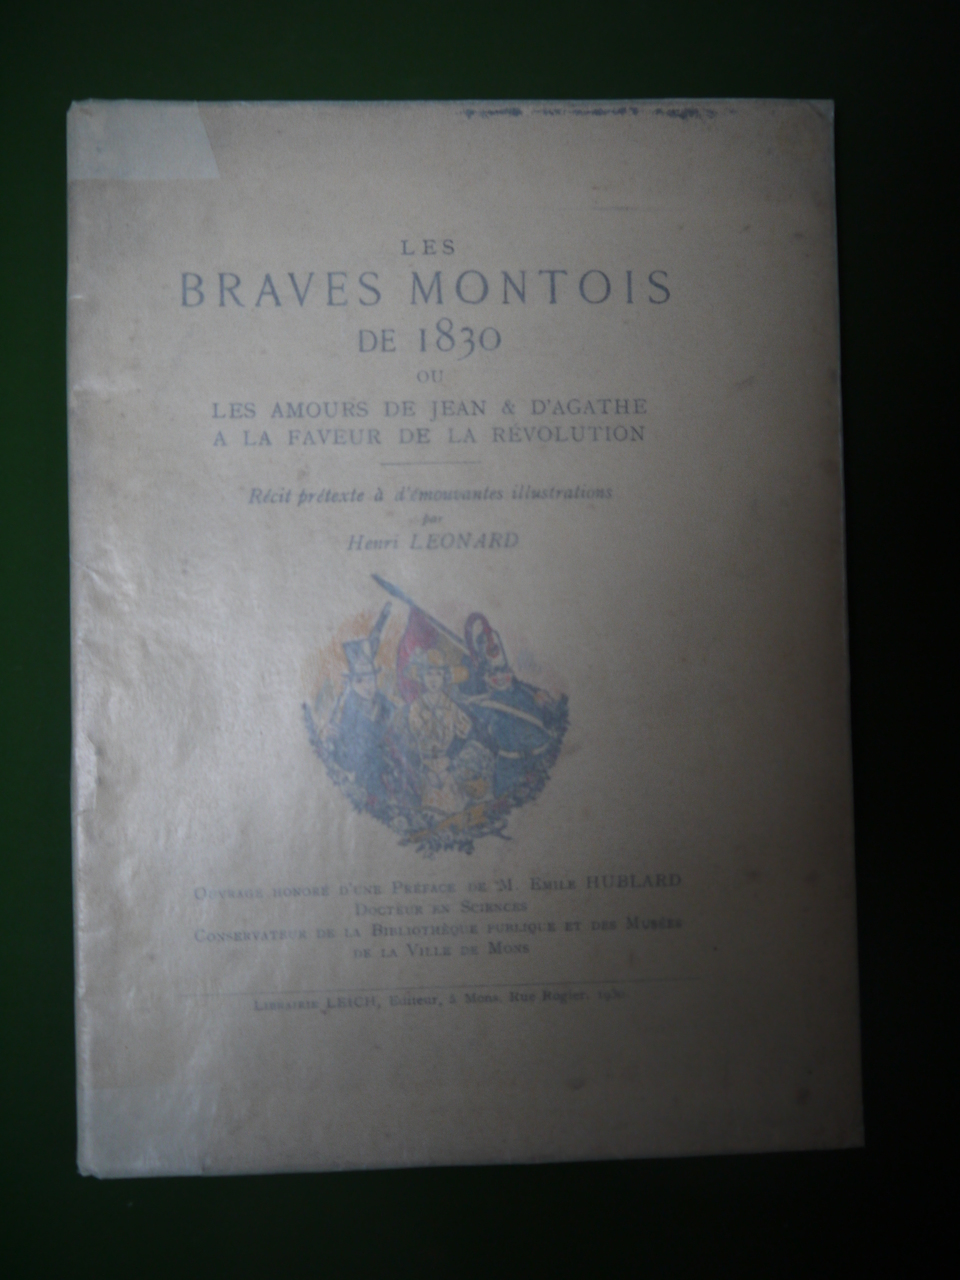 LES
BRAVES MONTOIS
DE 1830
OU
LES AMOURS DE JEAN & D'AGATHE
A LA FAVEUR DE LA RÉVOLUTION
Récit prétexte à d'émouvantes illustrations
par
Henri LEONARD
OUVRAGE HONORÉ D'UNE PRÉFACE DE M. EMILE HUBLARD
DOCTEUR EN SCIENCES
CONSERVATEUR DE LA BIBLIOTHÈQUE PUBLIQUE ET DES MUSÉES
DE LA VILLE DE MONS
LIBRAIRIE LEICH, Editeur, à Mons, Rue Rogier, 1930